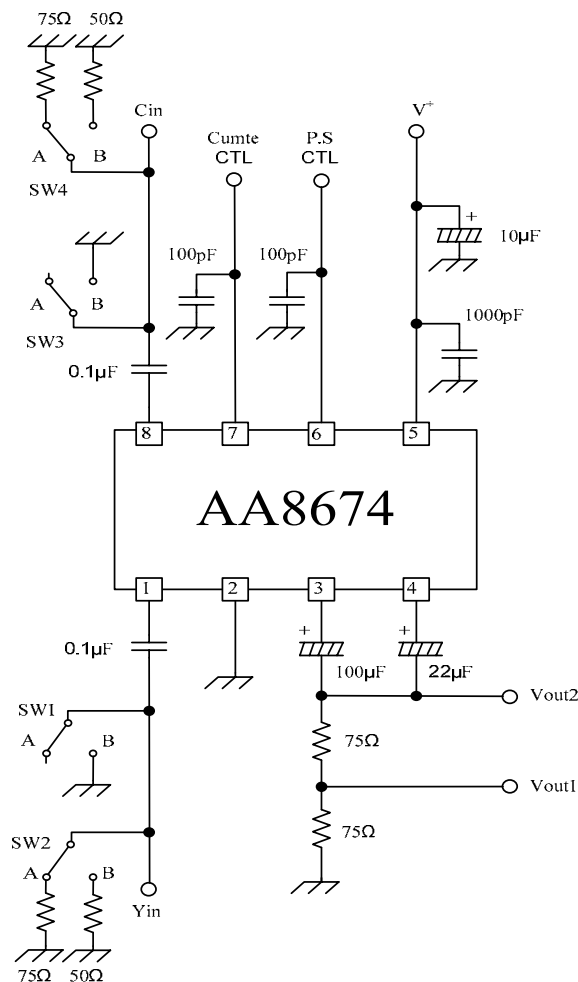 75Ω 50Ω
Cin
Cumte
CTL
P.S
CTL
V+
A B
SW4
+
10µF
100pF 100pF
A B
SW3
1000pF
0.1µF
8 7 6 5
AA8674
1 2 3 4
0.1µF
+ +
100µF 22µF
Vout2
SW1
A B
75Ω
Vout1
75Ω
SW2
A B
Yin
75Ω 50Ω